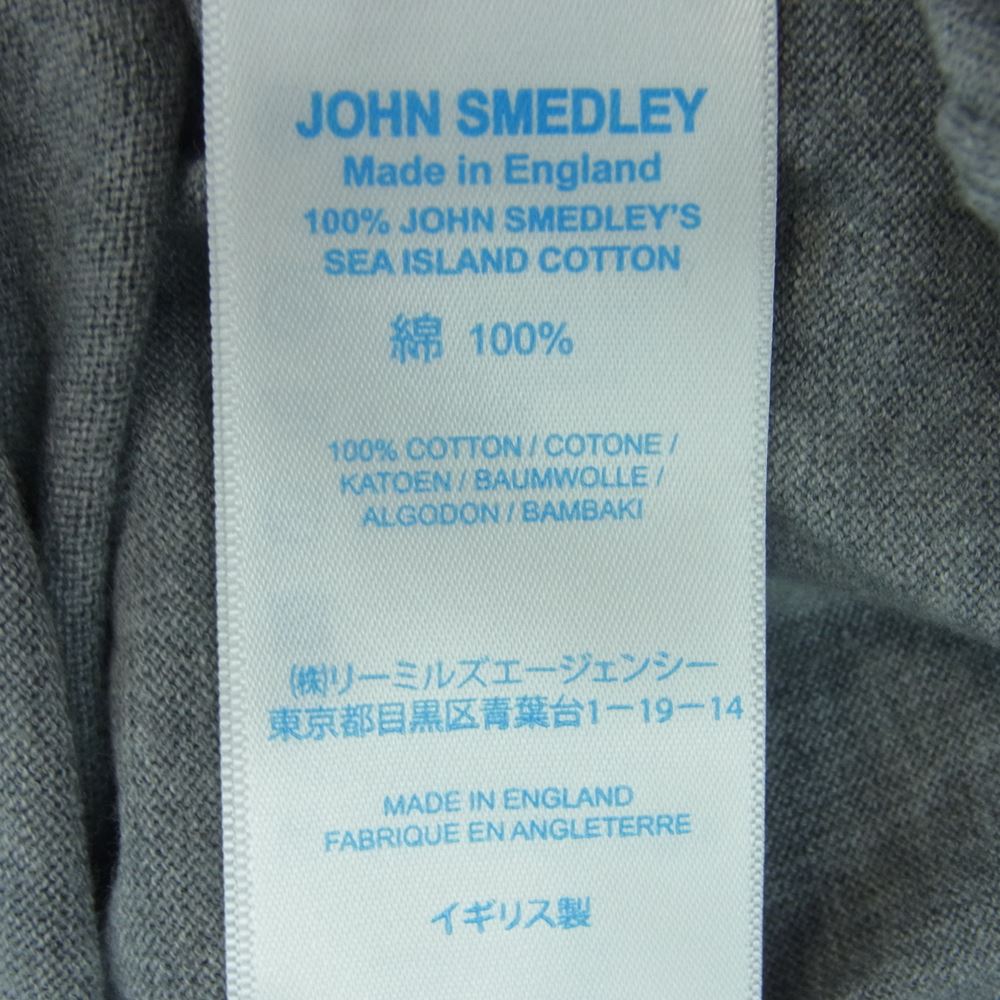 JOHN SMEDLEY
Made in England
100% JOHN SMEDLEY'S
SEA ISLAND COTTON
綿 100%
100% COTTON / COTONE /
KATOEN / BAUMWOLLE /
ALGODON / BAMBAKI
㈱リーミルズエージェンシー
東京都目黒区青葉台1−19−14
MADE IN ENGLAND
FABRIQUE EN ANGLETERRE
イギリス製